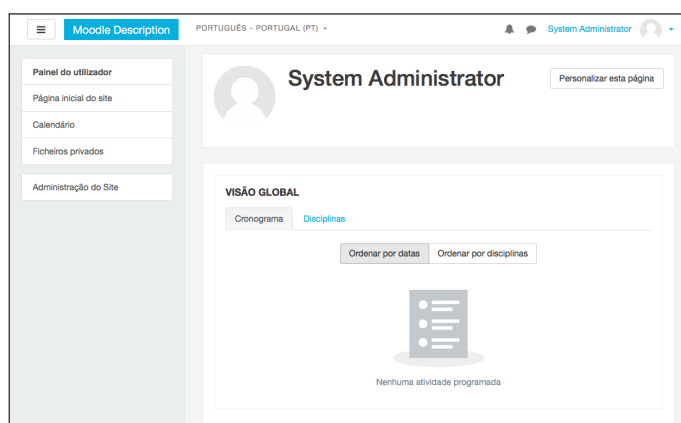 Moodle Description
PORTUGUÊS - PORTUGAL (PT)
System Administrator
Painel do utilizador
Página inicial do site
Calendário
Ficheiros privados
Administração do Site
System Administrator
Personalizar esta página
VISÃO GLOBAL
Cronograma Disciplinas
Ordenar por datas Ordenar por disciplinas
Nenhuma atividade programada